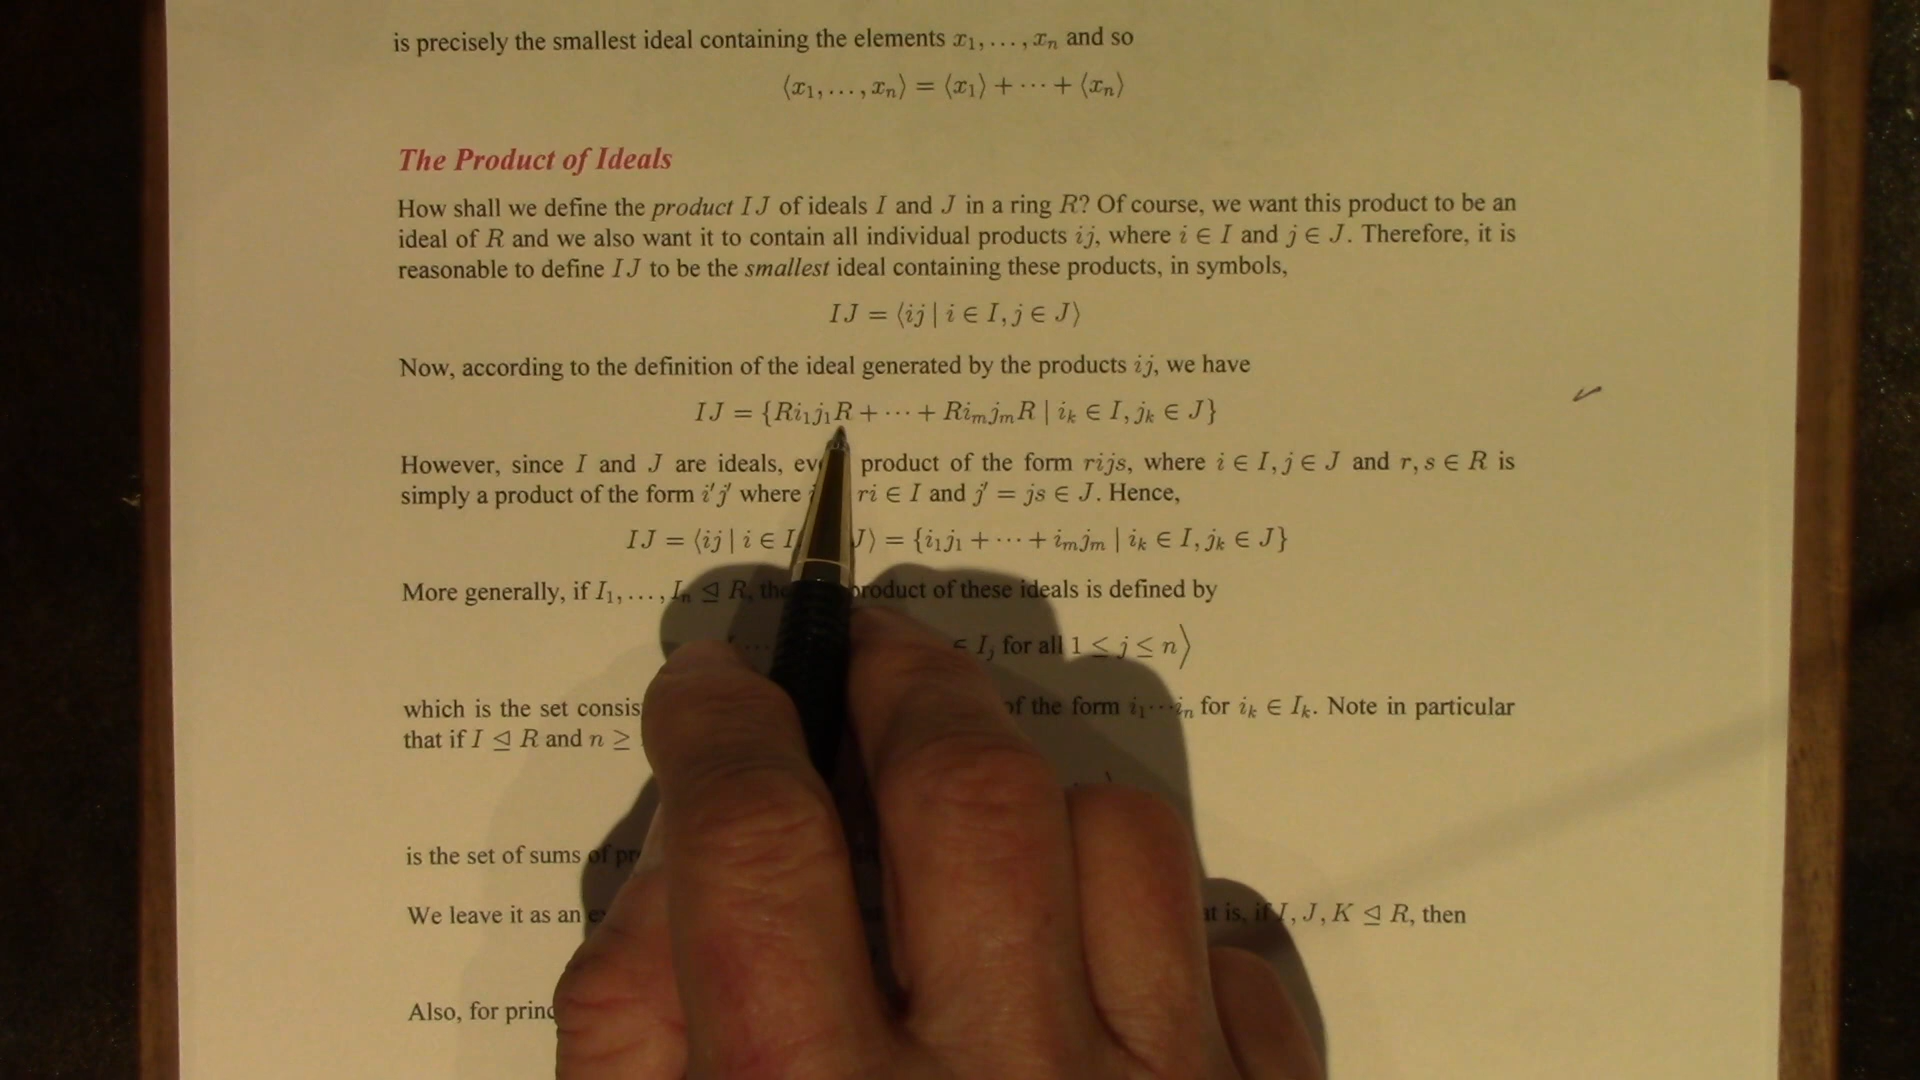 is precisely the smallest ideal containing the elements x₁, …, xₙ and so
⟨x₁, …, xₙ⟩ = ⟨x₁⟩ + ⋯ + ⟨xₙ⟩
The Product of Ideals
How shall we define the product IJ of ideals I and J in a ring R? Of course, we want this product to be an
ideal of R and we also want it to contain all individual products ij, where i ∈ I and j ∈ J. Therefore, it is
reasonable to define IJ to be the smallest ideal containing these products, in symbols,
IJ = ⟨ij | i ∈ I, j ∈ J⟩
Now, according to the definition of the ideal generated by the products ij, we have
IJ = {Ri₁j₁R + ⋯ + RiₘjₘR | iₖ ∈ I, jₖ ∈ J}
However, since I and J are ideals, product of the form rijs, where i ∈ I, j ∈ J and r, s ∈ R is
simply a product of the form i′j′ where ri ∈ I and j′ = js ∈ J. Hence,
IJ = ⟨ij | i ∈ I J⟩ = {i₁j₁ + ⋯ + iₘjₘ | iₖ ∈ I, jₖ ∈ J}
More generally, if I₁, …, Iₙ ⊴ R, product of these ideals is defined by
Iⱼ for all 1 ≤ j ≤ n⟩
which is the set of the form i₁⋯iₙ for iₖ ∈ Iₖ. Note in particular
that if I ⊴ R and n ≥
is the set of sums of
We leave it as an is, if I, J, K ⊴ R, then
Also, for